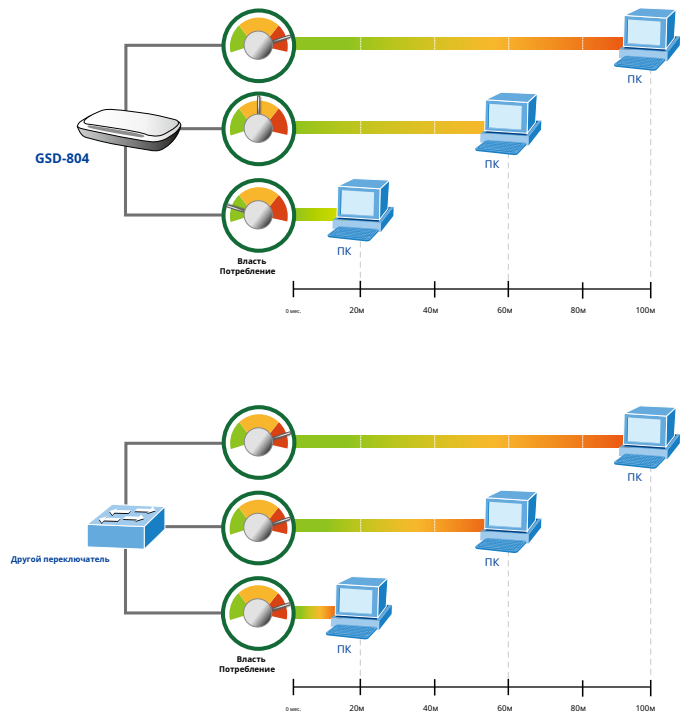 ПК
GSD-804
ПК
ПК
Власть
Потребление
0 мес.
20м
40м
60м
80м
100м
ПК
Другой переключатель
ПК
ПК
Власть
Потребление
0 мес.
20м
40м
60м
80м
100м